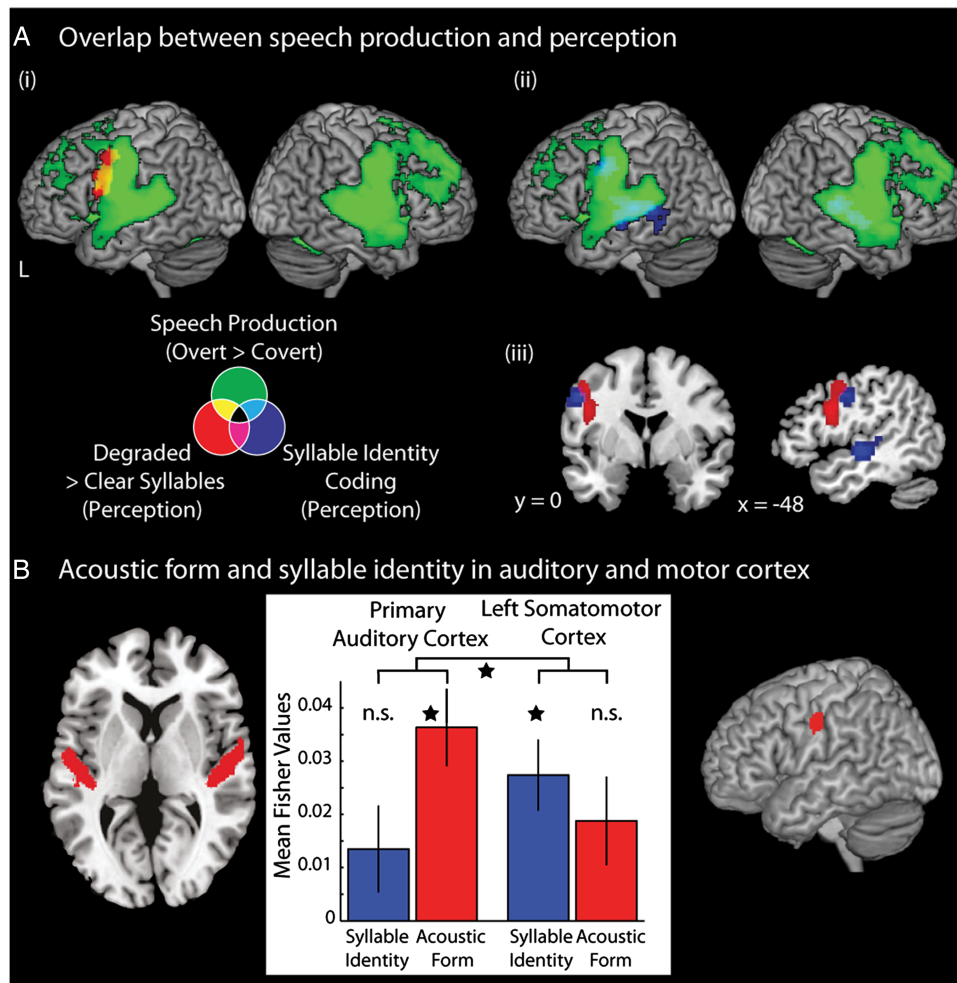 A Overlap between speech production and perception
(i)
(ii)
L
Speech Production
(Overt > Covert)
Degraded
> Clear Syllables
(Perception)
Syllable Identity
Coding
(Perception)
(iii)
y = 0
x = -48
B Acoustic form and syllable identity in auditory and motor cortex
Primary
Auditory Cortex
Left Somatomotor
Cortex
n.s.
n.s.
Mean Fisher Values
0.04
0.03
0.02
0.01
0
Syllable
Identity
Acoustic
Form
Syllable
Identity
Acoustic
Form